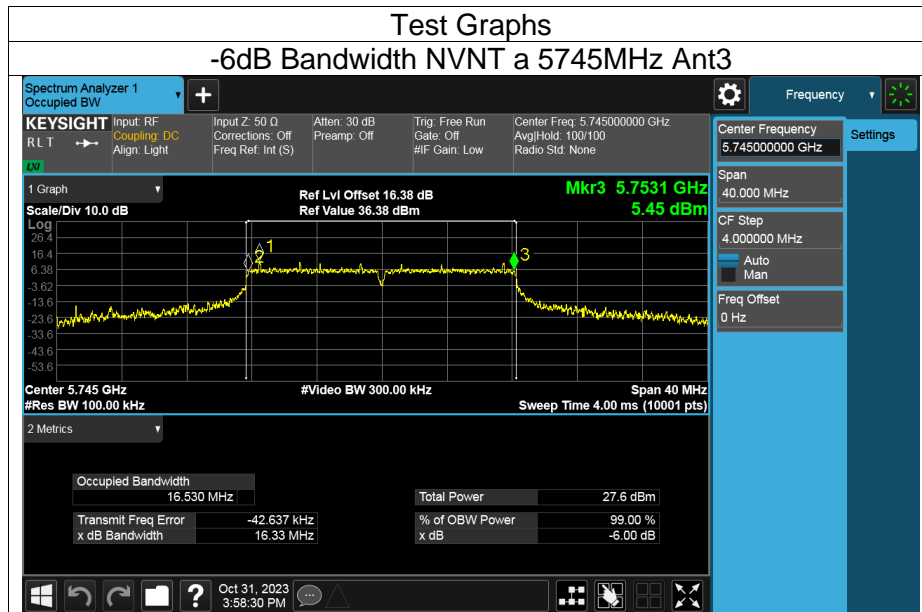 Test Graphs
-6dB Bandwidth NVNT a 5745MHz Ant3
Spectrum Analyzer 1
Occupied BW
+
Frequency
KEYSIGHT
R L T
LXI
Input: RF
Coupling: DC
Align: Light
Input Z: 50 Ω
Corrections: Off
Freq Ref: Int (S)
Atten: 30 dB
Preamp: Off
Trig: Free Run
Gate: Off
#IF Gain: Low
Center Freq: 5.745000000 GHz
Avg|Hold: 100/100
Radio Std: None
Center Frequency
5.745000000 GHz
Settings
Span
40.000 MHz
CF Step
4.000000 MHz
Auto
Man
Freq Offset
0 Hz
1 Graph
Scale/Div 10.0 dB
Ref Lvl Offset 16.38 dB
Ref Value 36.38 dBm
Mkr3 5.7531 GHz
5.45 dBm
Log
26.4
16.4
6.38
-3.62
-13.6
-23.6
-33.6
-43.6
-53.6
1
2
3
Center 5.745 GHz
#Res BW 100.00 kHz
#Video BW 300.00 kHz
Span 40 MHz
Sweep Time 4.00 ms (10001 pts)
2 Metrics
Occupied Bandwidth
16.530 MHz
Transmit Freq Error -42.637 kHz
x dB Bandwidth 16.33 MHz
Total Power 27.6 dBm
% of OBW Power 99.00 %
x dB -6.00 dB
?
Oct 31, 2023
3:58:30 PM